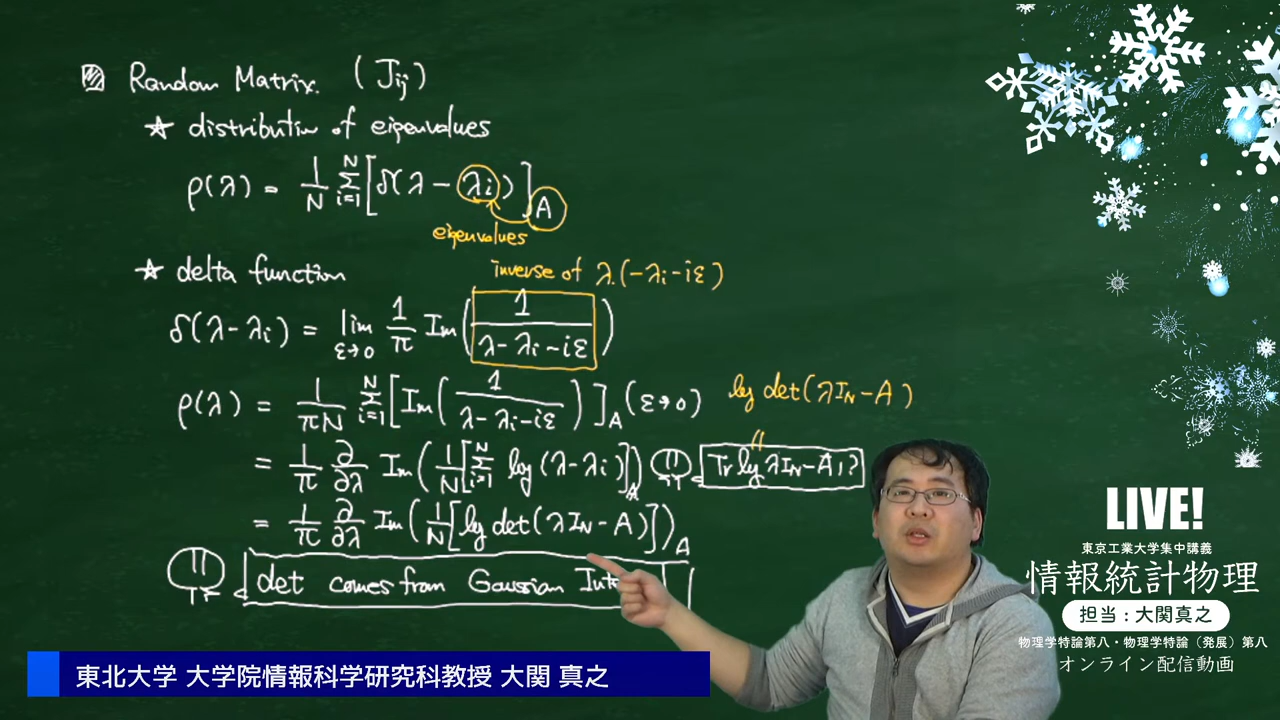 Random Matrix. (Jij)
★ distribution of eigenvalues
ρ(λ) = 1/N Σ_{i=1}^{N} [δ(λ − λi)]_A
eigenvalues
★ delta function
inverse of λ.(−λi−iε)
δ(λ−λi) = lim_{ε→0} 1/π Im(1/(λ−λi−iε))
ρ(λ) = 1/(πN) Σ_{i=1}^{N} [Im(1/(λ−λi−iε))]_A (ε→0)
log det(λI_N − A)
= 1/π ∂/∂λ Im(1/N [Σ_{i=1}^{N} log(λ−λi)])_A
Tr log λI_N − A, ?
= 1/π ∂/∂λ Im(1/N [log det(λI_N − A)])_A
det comes from Gaussian
LIVE!
東京工業大学集中講義
情報統計物理
担当：大関真之
物理学特論第八・物理学特論（発展）第八
オンライン配信動画
東北大学 大学院情報科学研究科教授 大関 真之